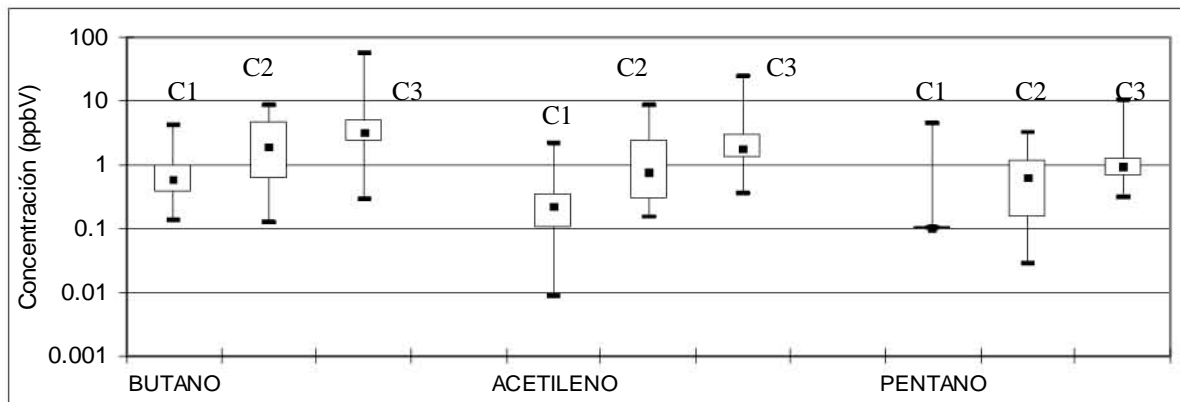 Concentración (ppbV)
100
10
1
0.1
0.01
0.001
C1
C2
C3
C1
C2
C3
C1
C2
C3
BUTANO
ACETILENO
PENTANO